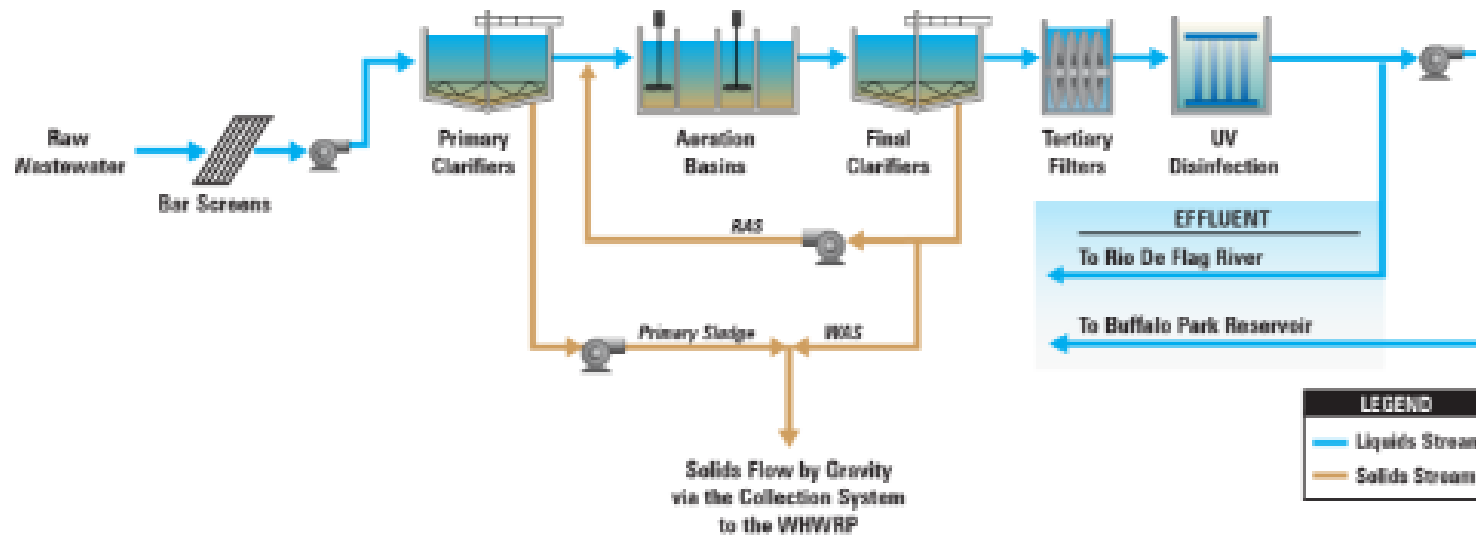 Raw
Wastewater
Bar Screens
Primary
Clarifiers
Aeration
Basins
Final
Clarifiers
Tertiary
Filters
UV
Disinfection
RAS
EFFLUENT
To Rio De Flag River
To Buffalo Park Reservoir
Primary Sludge
WAS
LEGEND
Liquids Stream
Solids Stream
Solids Flow by Gravity
via the Collection System
to the WHWRP